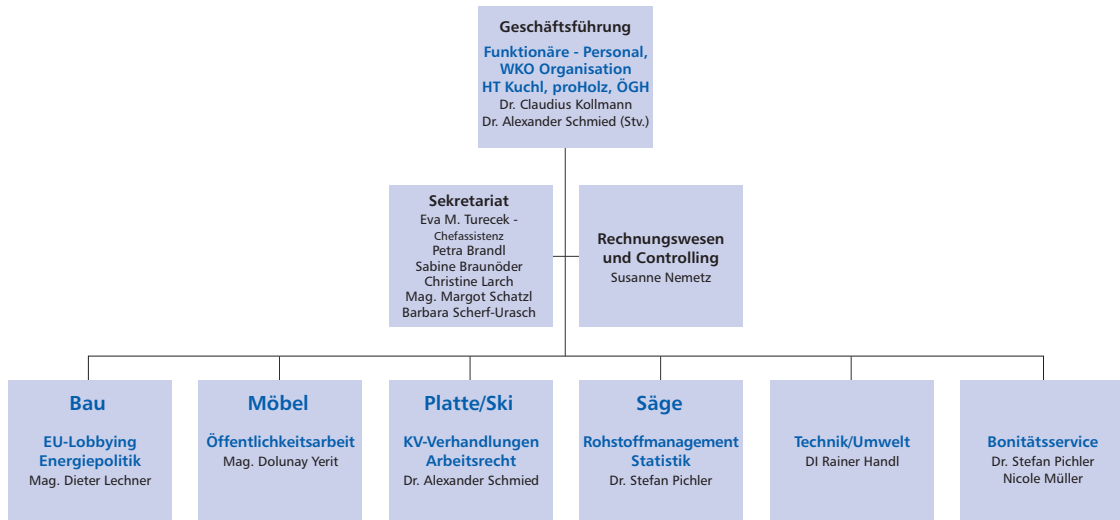 Geschäftsführung
Funktionäre - Personal,
WKO Organisation
HT Kuchl, proHolz, ÖGH
Dr. Claudius Kollmann
Dr. Alexander Schmied (Stv.)
Sekretariat
Eva M. Turecek -
Chefassistenz
Petra Brandl
Sabine Braunöder
Christine Larch
Mag. Margot Schatzl
Barbara Scherf-Urasch
Rechnungswesen
und Controlling
Susanne Nemetz
Bau
EU-Lobbying
Energiepolitik
Mag. Dieter Lechner
Möbel
Öffentlichkeitsarbeit
Mag. Dolunay Yerit
Platte/Ski
KV-Verhandlungen
Arbeitsrecht
Dr. Alexander Schmied
Säge
Rohstoffmanagement
Statistik
Dr. Stefan Pichler
Technik/Umwelt
DI Rainer Handl
Bonitätsservice
Dr. Stefan Pichler
Nicole Müller